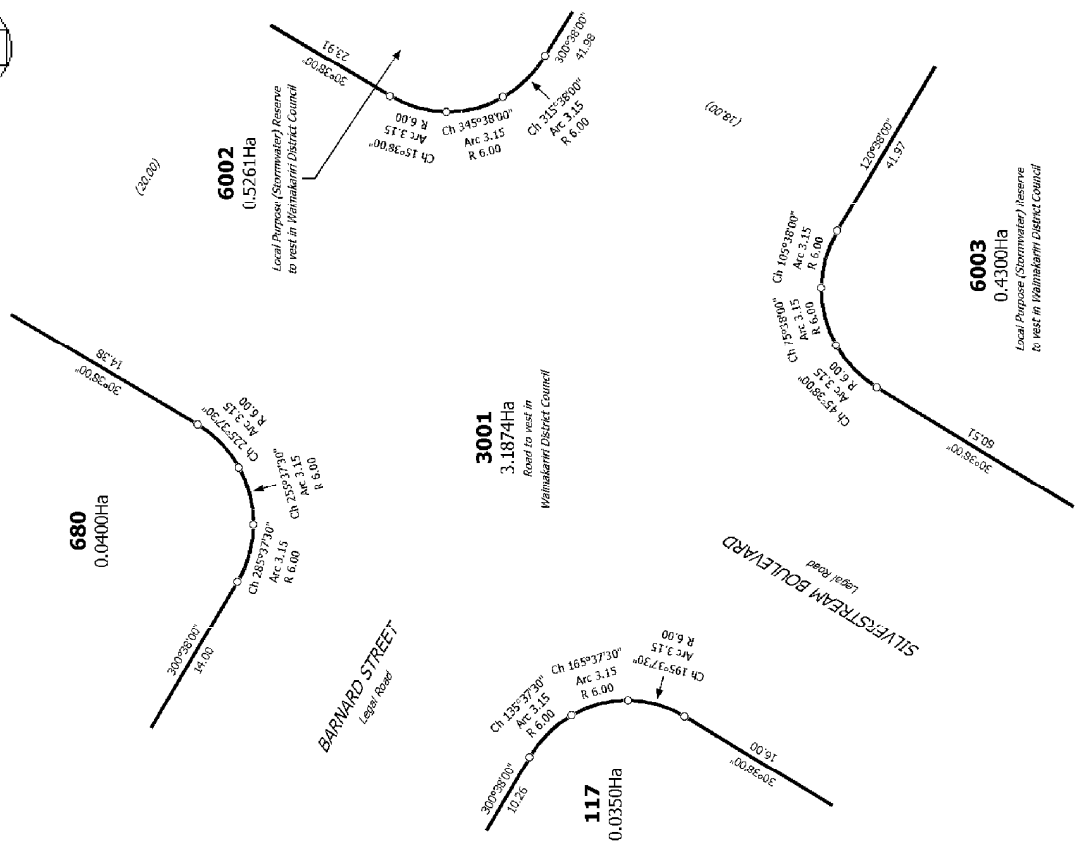 300°38'00"
41.98
23.91
30°38'00"
Ch 15°38'00"
Arc 3.15
R 6.00
Ch 345°38'00"
Arc 3.15
R 6.00
Ch 315°38'00"
Arc 3.15
R 6.00
(20.00)
(18.00)
6002
0.5261Ha
Local Purpose (Stormwater) Reserve
to vest in Waimakariri District Council
120°38'00"
41.97
Ch 105°38'00"
Arc 3.15
R 6.00
Ch 75°38'00"
Arc 3.15
R 6.00
Ch 45°38'00"
Arc 3.15
R 6.00
6003
0.4300Ha
Local Purpose (Stormwater) Reserve
to vest in Waimakariri District Council
30°38'00"
14.38
Ch 225°37'30"
Arc 3.15
R 6.00
Ch 255°37'30"
Arc 3.15
R 6.00
Ch 285°37'30"
Arc 3.15
R 6.00
680
0.0400Ha
300°38'00"
14.00
3001
3.1874Ha
Road to vest in
Waimakariri District Council
30°38'00"
BARNARD STREET
Legal Road
SILVERSTREAM BOULEVARD
Legal Road
Ch 135°37'30"
Arc 3.15
R 6.00
Ch 165°37'30"
Arc 3.15
R 6.00
Ch 195°37'30"
Arc 3.15
R 6.00
300°38'00"
10.26
117
0.0350Ha
16.00
30°38'00"